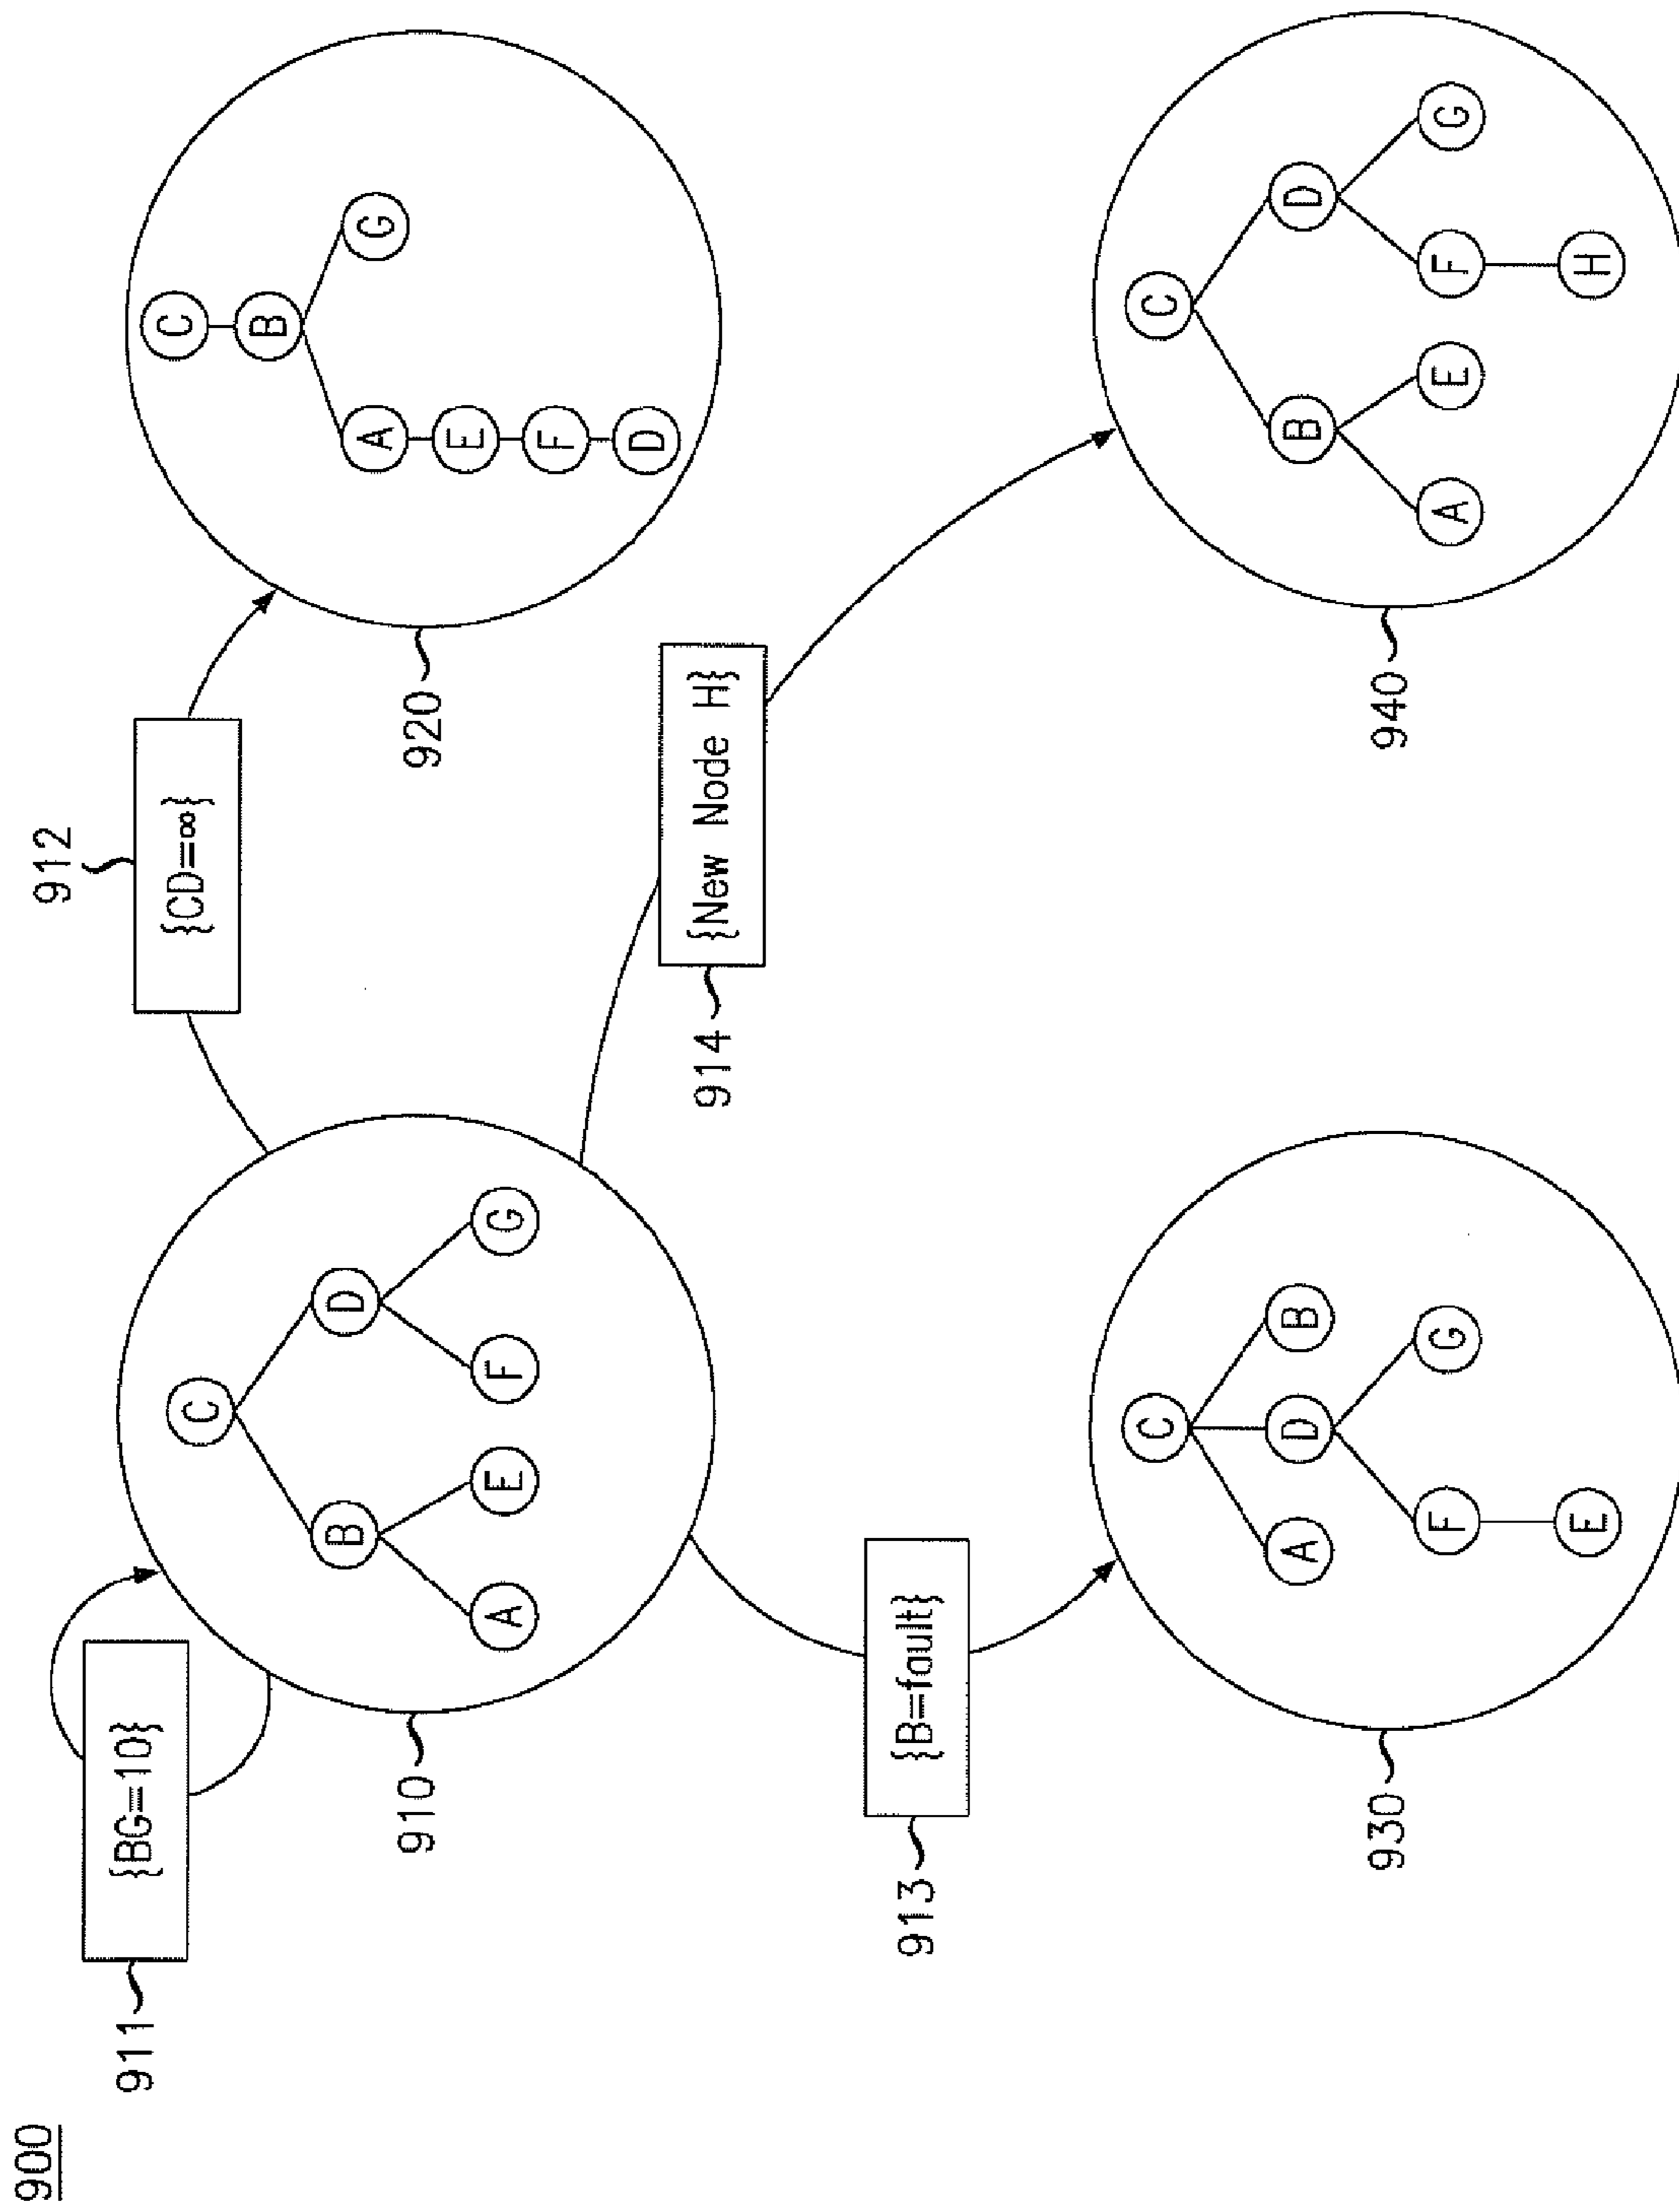 900
911
{BG=10}
912
{CD=∞}
910
C
B D
A E F G
920
C
B
A G
E
F
D
913
{B=fault}
914
{New Node H}
930
C
A D B
F G
E
940
C
B D
A E F G
H